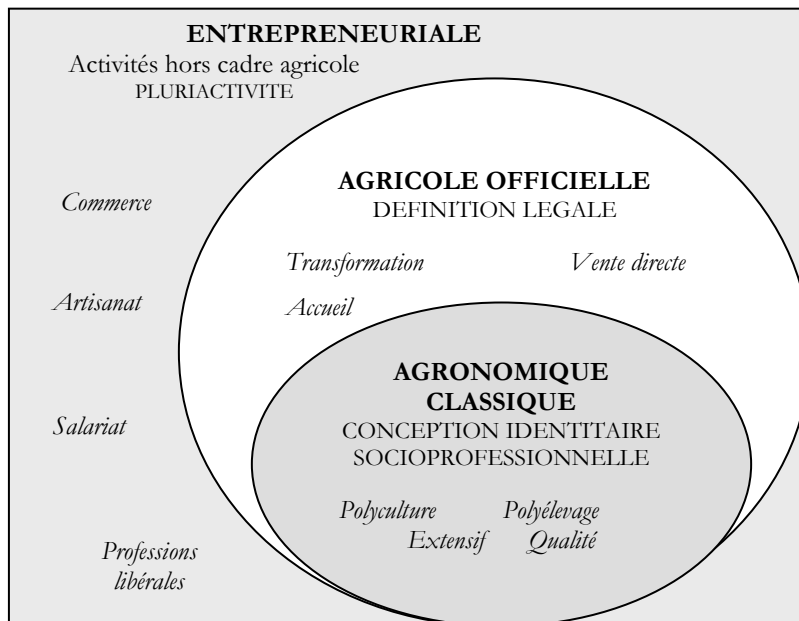 ENTREPRENEURIALE
Activités hors cadre agricole
PLURIACTIVITE
AGRICOLE OFFICIELLE
DEFINITION LEGALE
Commerce
Transformation Vente directe
Artisanat
Accueil
AGRONOMIQUE
CLASSIQUE
CONCEPTION IDENTITAIRE
SOCIOPROFESSIONNELLE
Salariat
Polyculture Polyélevage
Extensif Qualité
Professions
libérales